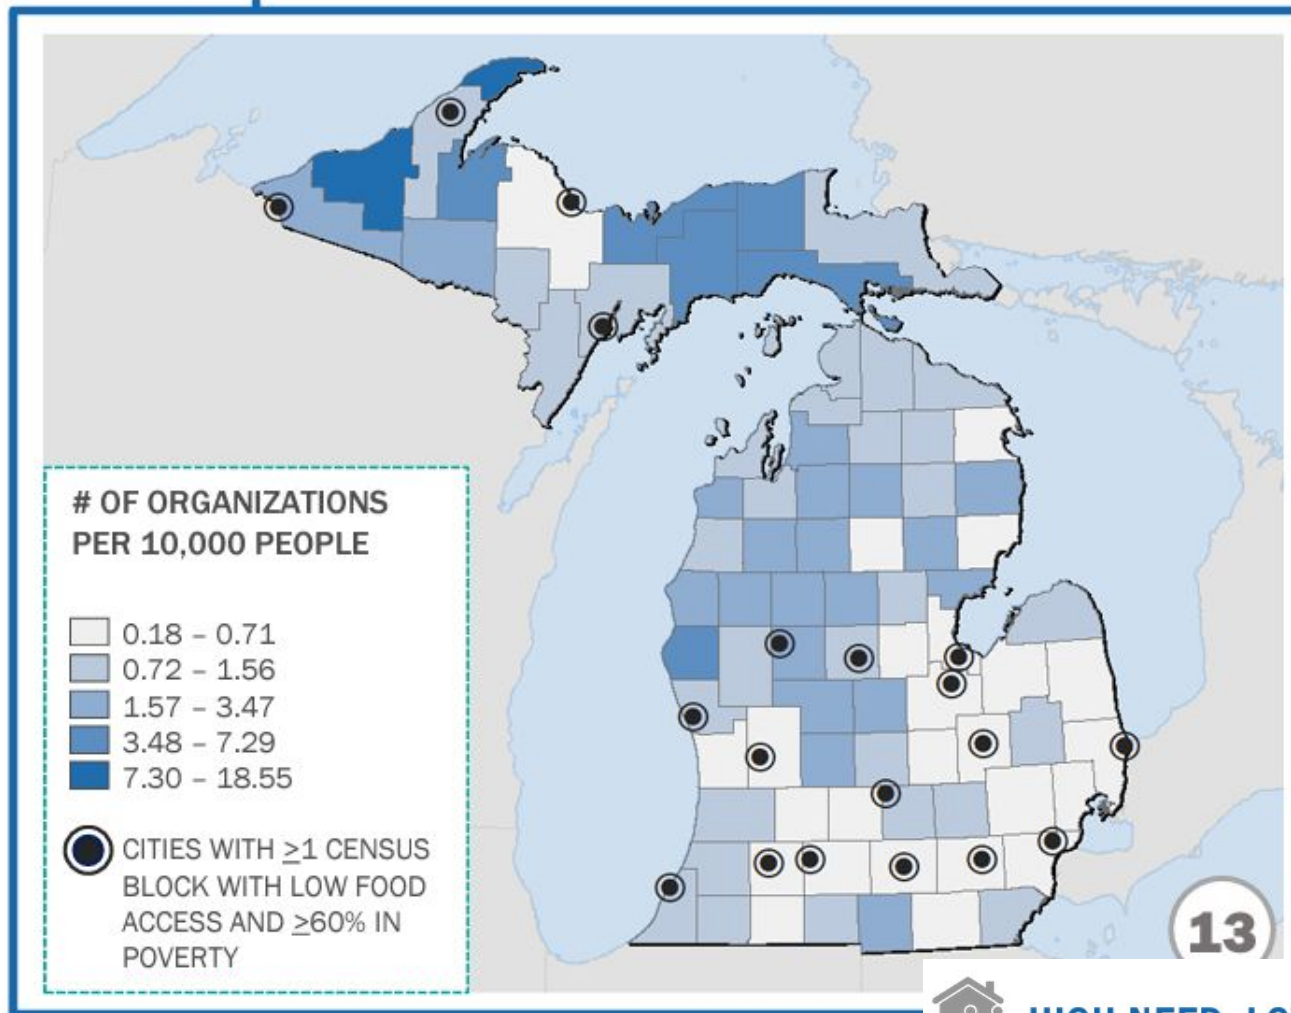 # OF ORGANIZATIONS
PER 10,000 PEOPLE
0.18 – 0.71
0.72 – 1.56
1.57 – 3.47
3.48 – 7.29
7.30 – 18.55
CITIES WITH ≥1 CENSUS
BLOCK WITH LOW FOOD
ACCESS AND ≥60% IN
POVERTY
13